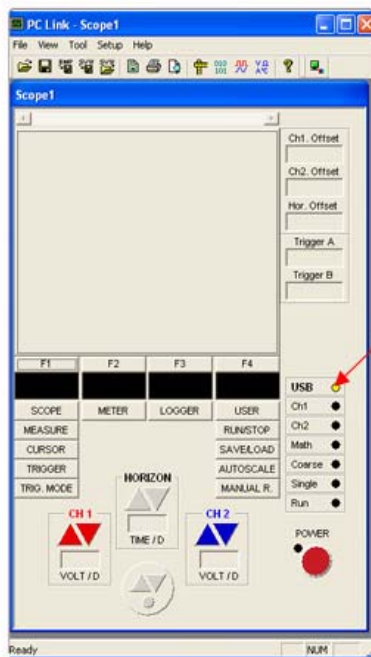 PC Link - Scope1
File View Tool Setup Help
Scope1
Ch1. Offset
Ch2. Offset
Hor. Offset
Trigger A
Trigger B
F1 F2 F3 F4
SCOPE METER LOGGER USER
MEASURE RUN/STOP
CURSOR SAVE/LOAD
TRIGGER AUTOSCALE
TRIG. MODE MANUAL R.
USB
Ch1
Ch2
Math
Coarse
Single
Run
HORIZON
TIME / D
CH 1
VOLT / D
CH 2
VOLT / D
POWER
Ready NUM